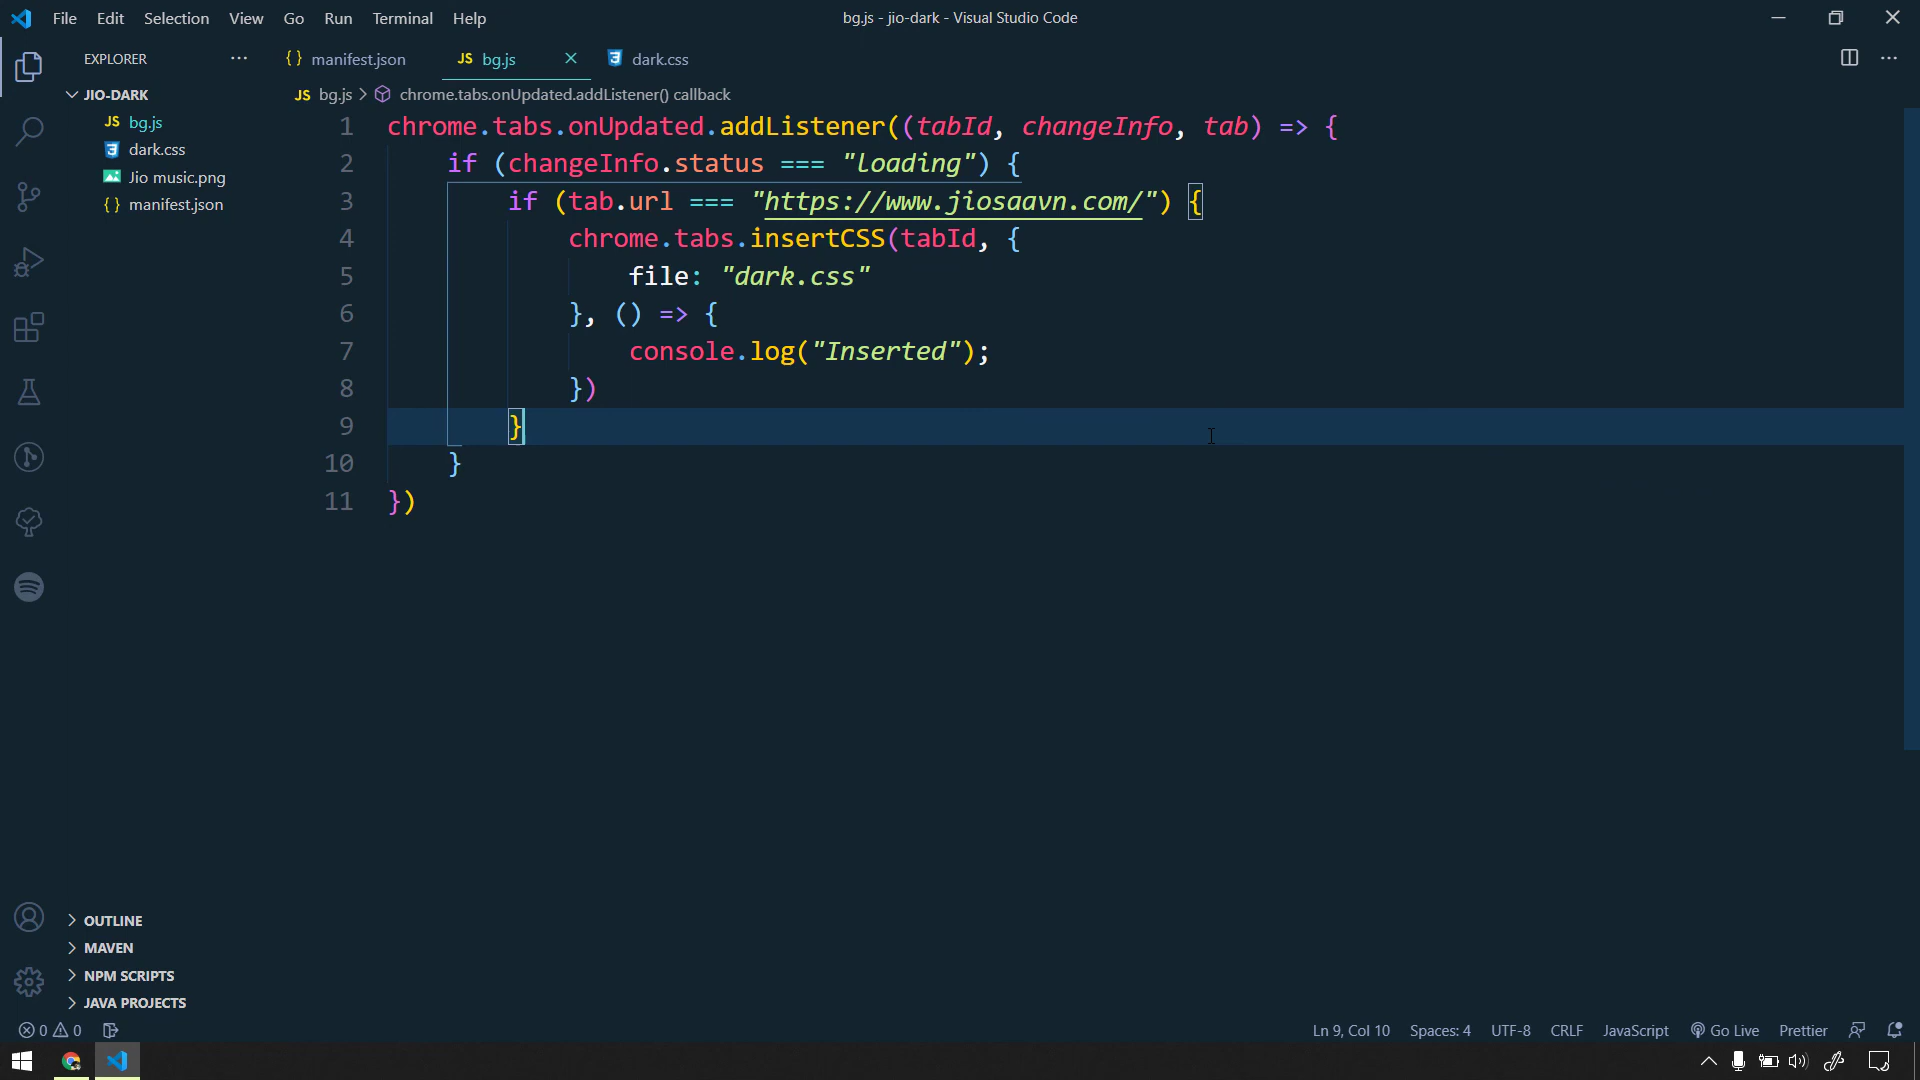 File Edit Selection View Go Run Terminal Help bg.js - jio-dark - Visual Studio Code
EXPLORER ··· {} manifest.json JS bg.js × dark.css ···
JIO-DARK
JS bg.js
dark.css
Jio music.png
{} manifest.json
JS bg.js > chrome.tabs.onUpdated.addListener() callback
1 chrome.tabs.onUpdated.addListener((tabId, changeInfo, tab) => {
2 if (changeInfo.status === "loading") {
3 if (tab.url === "https://www.jiosaavn.com/") {
4 chrome.tabs.insertCSS(tabId, {
5 file: "dark.css"
6 }, () => {
7 console.log("Inserted");
8 })
9 }
10 }
11 })
OUTLINE
MAVEN
NPM SCRIPTS
JAVA PROJECTS
0 0 Ln 9, Col 10 Spaces: 4 UTF-8 CRLF JavaScript Go Live Prettier